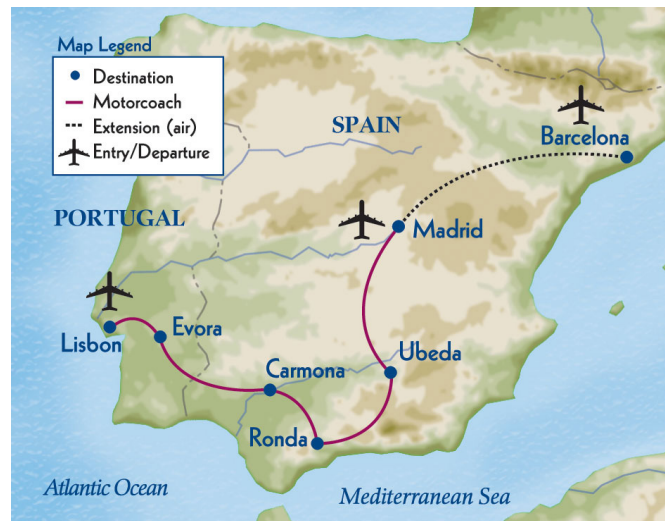 Map Legend
Destination
Motorcoach
Extension (air)
Entry/Departure
SPAIN
Barcelona
PORTUGAL
Madrid
Lisbon
Evora
Carmona
Ubeda
Ronda
Atlantic Ocean
Mediterranean Sea